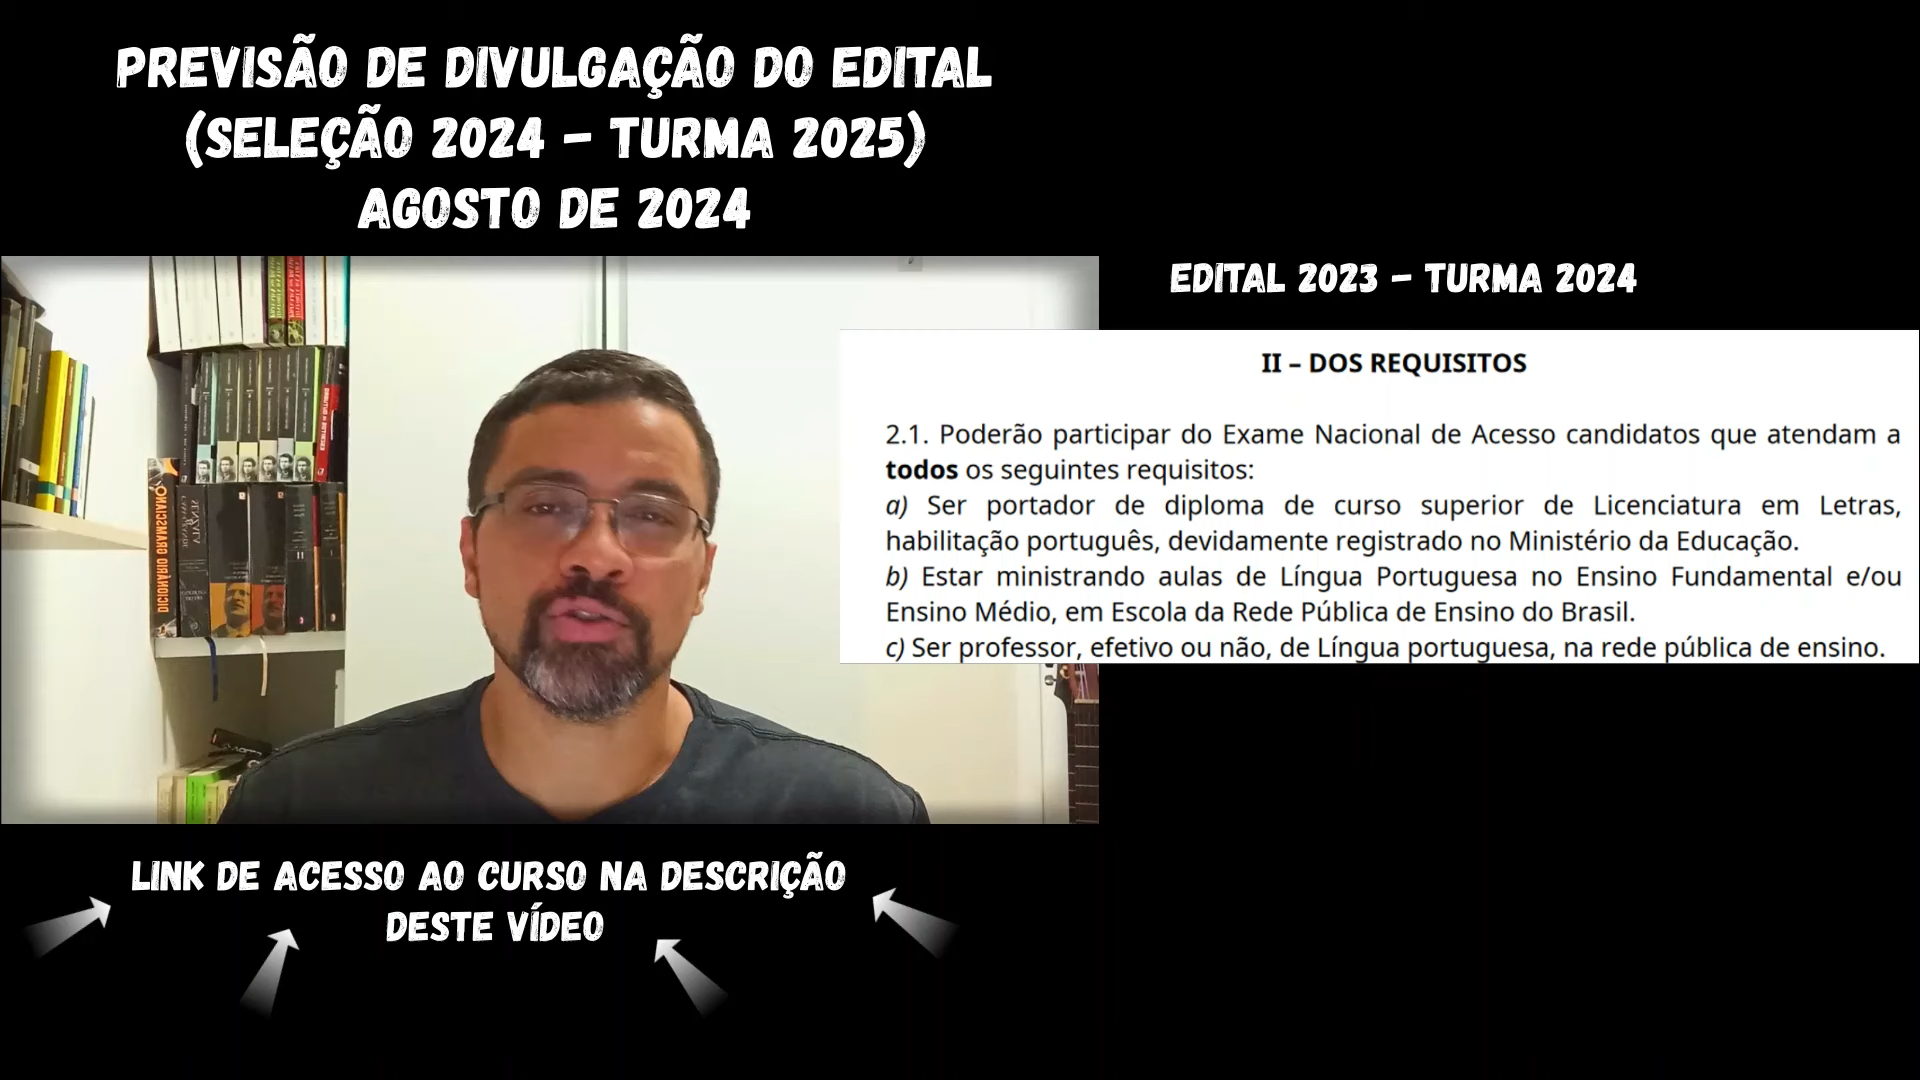 PREVISÃO DE DIVULGAÇÃO DO EDITAL
(SELEÇÃO 2024 – TURMA 2025)
AGOSTO DE 2024
EDITAL 2023 – TURMA 2024
II – DOS REQUISITOS
2.1. Poderão participar do Exame Nacional de Acesso candidatos que atendam a
todos os seguintes requisitos:
a) Ser portador de diploma de curso superior de Licenciatura em Letras,
habilitação português, devidamente registrado no Ministério da Educação.
b) Estar ministrando aulas de Língua Portuguesa no Ensino Fundamental e/ou
Ensino Médio, em Escola da Rede Pública de Ensino do Brasil.
c) Ser professor, efetivo ou não, de Língua portuguesa, na rede pública de ensino.
DICIONÁRIO GRAMSCIANO
SENZALA
II
LINK DE ACESSO AO CURSO NA DESCRIÇÃO
DESTE VÍDEO